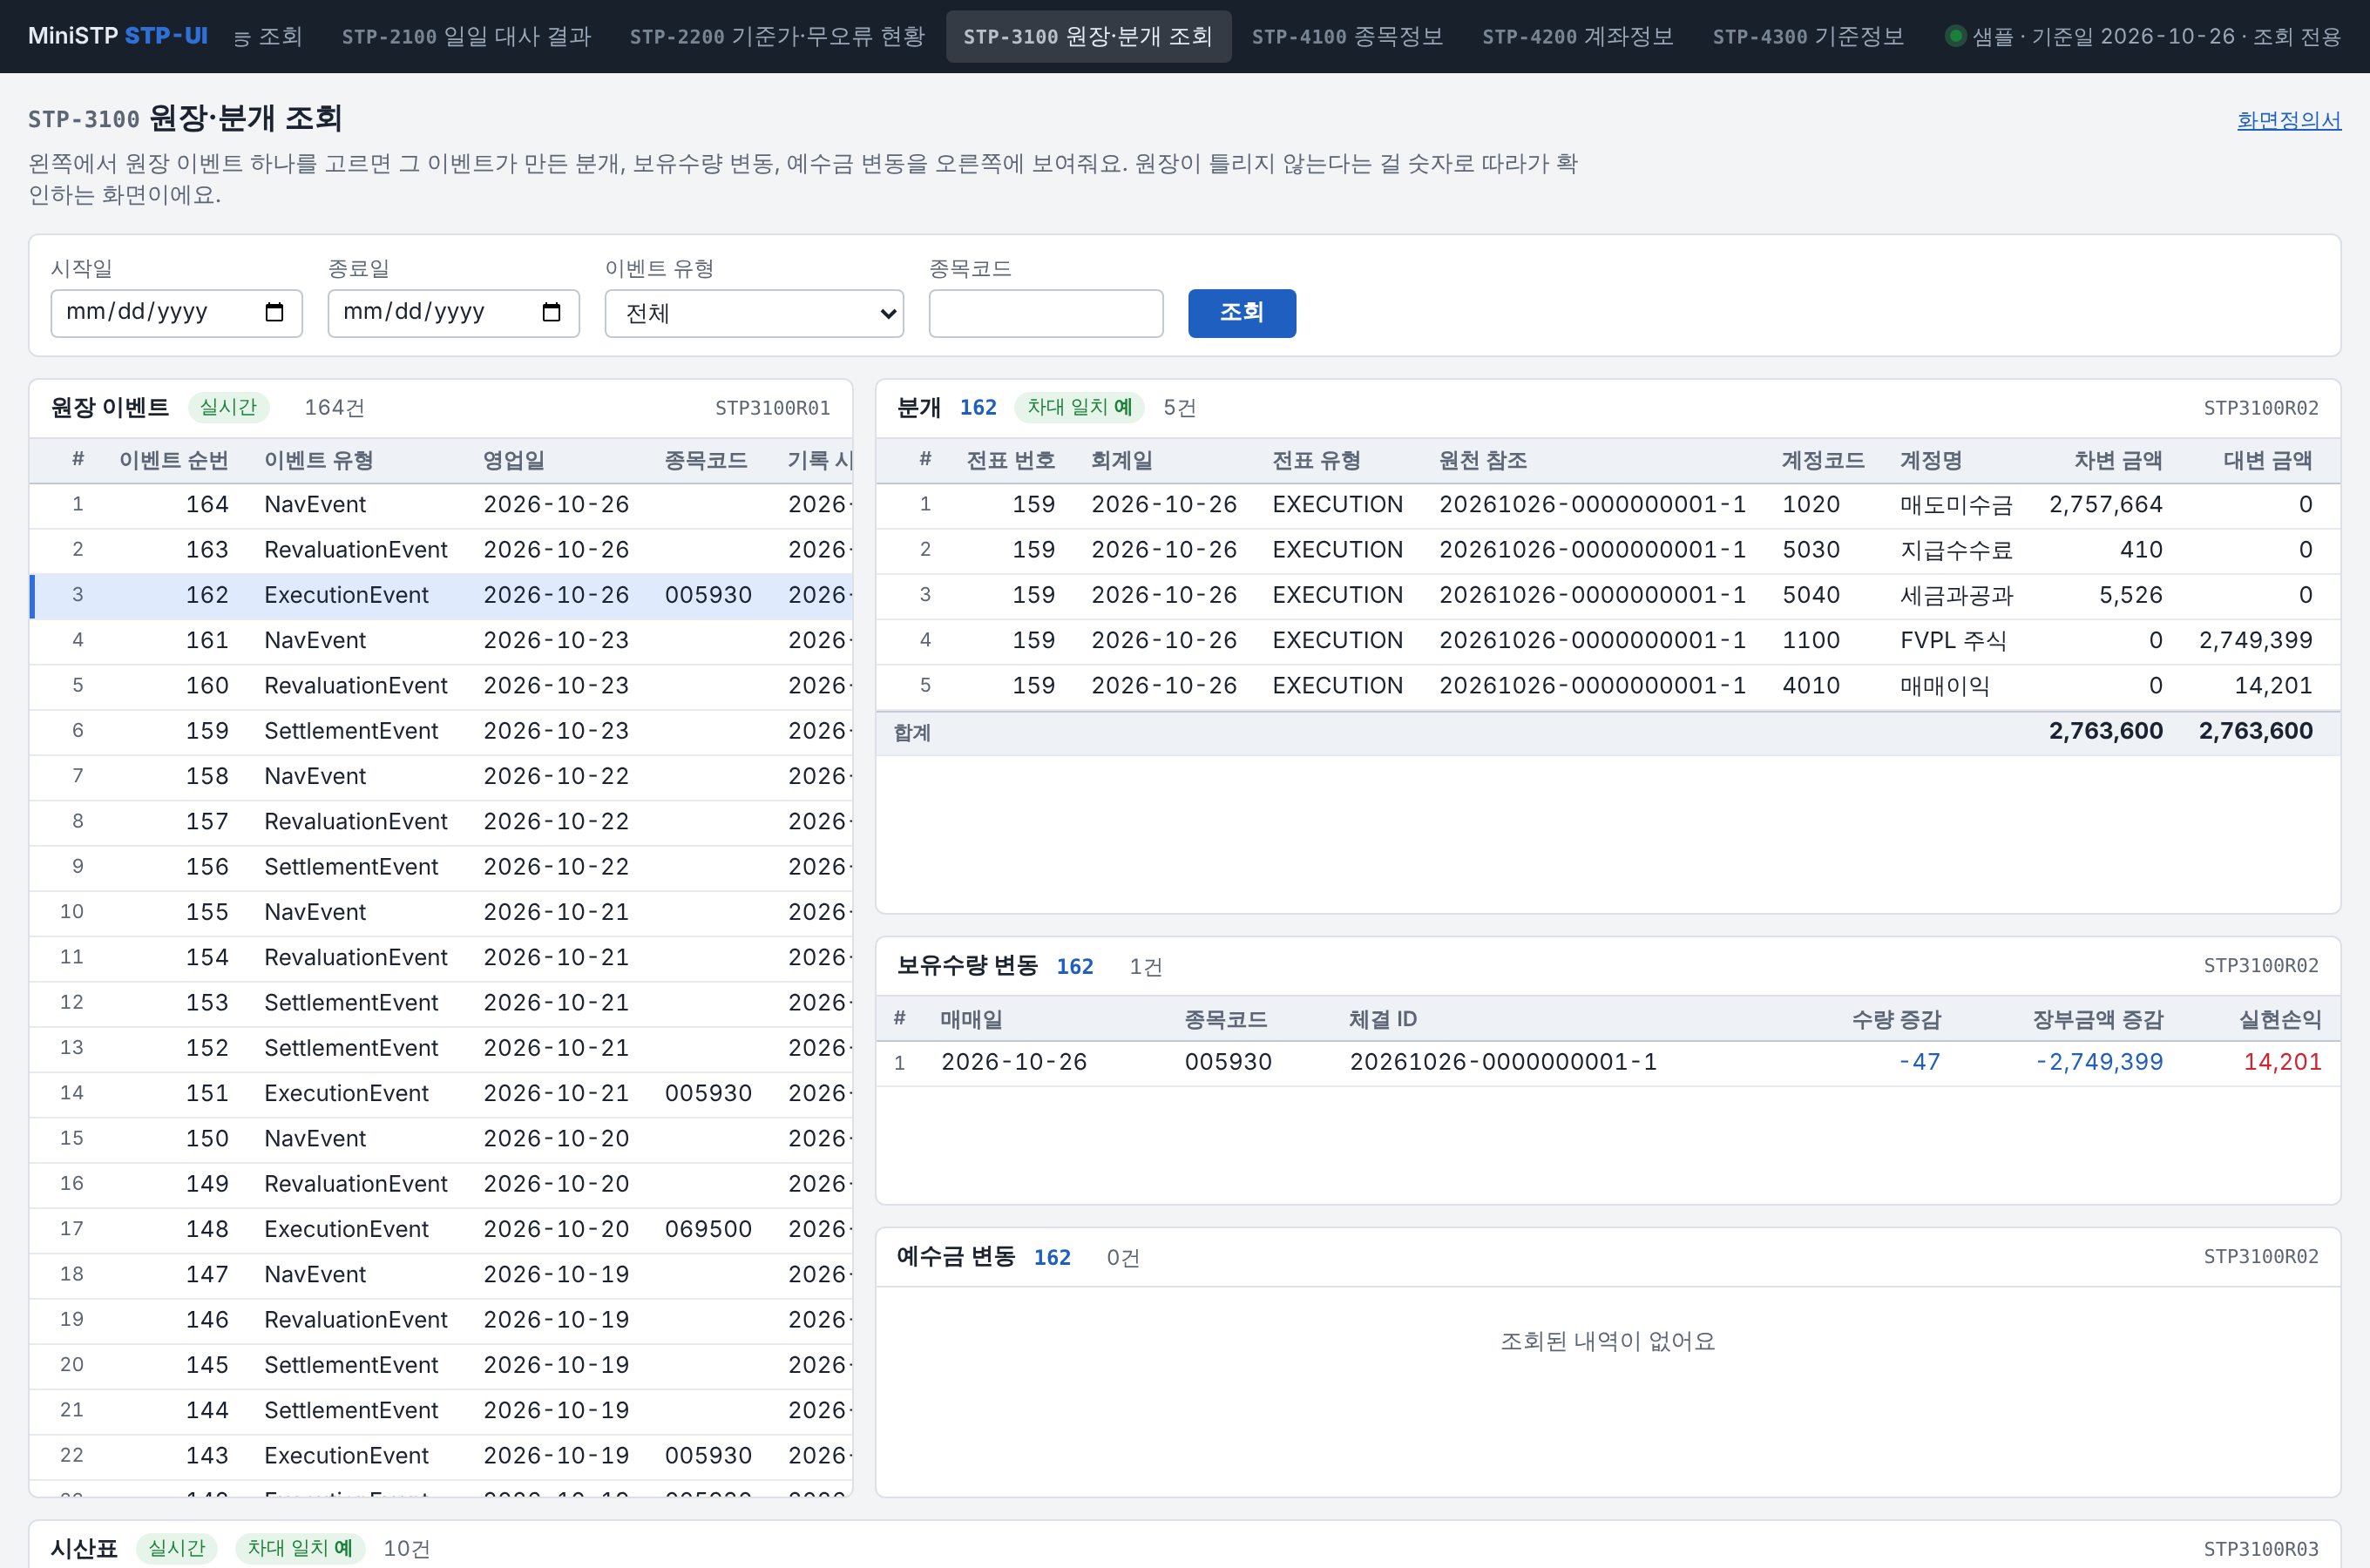 MiniSTP STP-UI 조회 STP-2100 일일 대사 결과 STP-2200 기준가·무오류 현황 STP-3100 원장·분개 조회 STP-4100 종목정보 STP-4200 계좌정보 STP-4300 기준정보 샘플 · 기준일 2026-10-26 · 조회 전용
STP-3100 원장·분개 조회 화면정의서
왼쪽에서 원장 이벤트 하나를 고르면 그 이벤트가 만든 분개, 보유수량 변동, 예수금 변동을 오른쪽에 보여줘요. 원장이 틀리지 않는다는 걸 숫자로 따라가 확
인하는 화면이에요.
시작일 종료일 이벤트 유형 종목코드
mm/dd/yyyy mm/dd/yyyy 전체 조회
원장 이벤트 실시간 164건 STP3100R01
# 이벤트 순번 이벤트 유형 영업일 종목코드 기록 시
1 164 NavEvent 2026-10-26 2026-
2 163 RevaluationEvent 2026-10-26 2026-
3 162 ExecutionEvent 2026-10-26 005930 2026-
4 161 NavEvent 2026-10-23 2026-
5 160 RevaluationEvent 2026-10-23 2026-
6 159 SettlementEvent 2026-10-23 2026-
7 158 NavEvent 2026-10-22 2026-
8 157 RevaluationEvent 2026-10-22 2026-
9 156 SettlementEvent 2026-10-22 2026-
10 155 NavEvent 2026-10-21 2026-
11 154 RevaluationEvent 2026-10-21 2026-
12 153 SettlementEvent 2026-10-21 2026-
13 152 SettlementEvent 2026-10-21 2026-
14 151 ExecutionEvent 2026-10-21 005930 2026-
15 150 NavEvent 2026-10-20 2026-
16 149 RevaluationEvent 2026-10-20 2026-
17 148 ExecutionEvent 2026-10-20 069500 2026-
18 147 NavEvent 2026-10-19 2026-
19 146 RevaluationEvent 2026-10-19 2026-
20 145 SettlementEvent 2026-10-19 2026-
21 144 SettlementEvent 2026-10-19 2026-
22 143 ExecutionEvent 2026-10-19 005930 2026-
분개 162 차대 일치 예 5건 STP3100R02
# 전표 번호 회계일 전표 유형 원천 참조 계정코드 계정명 차변 금액 대변 금액
1 159 2026-10-26 EXECUTION 20261026-0000000001-1 1020 매도미수금 2,757,664 0
2 159 2026-10-26 EXECUTION 20261026-0000000001-1 5030 지급수수료 410 0
3 159 2026-10-26 EXECUTION 20261026-0000000001-1 5040 세금과공과 5,526 0
4 159 2026-10-26 EXECUTION 20261026-0000000001-1 1100 FVPL 주식 0 2,749,399
5 159 2026-10-26 EXECUTION 20261026-0000000001-1 4010 매매이익 0 14,201
합계 2,763,600 2,763,600
보유수량 변동 162 1건 STP3100R02
# 매매일 종목코드 체결 ID 수량 증감 장부금액 증감 실현손익
1 2026-10-26 005930 20261026-0000000001-1 -47 -2,749,399 14,201
예수금 변동 162 0건 STP3100R02
조회된 내역이 없어요
시산표 실시간 차대 일치 예 10건 STP3100R03